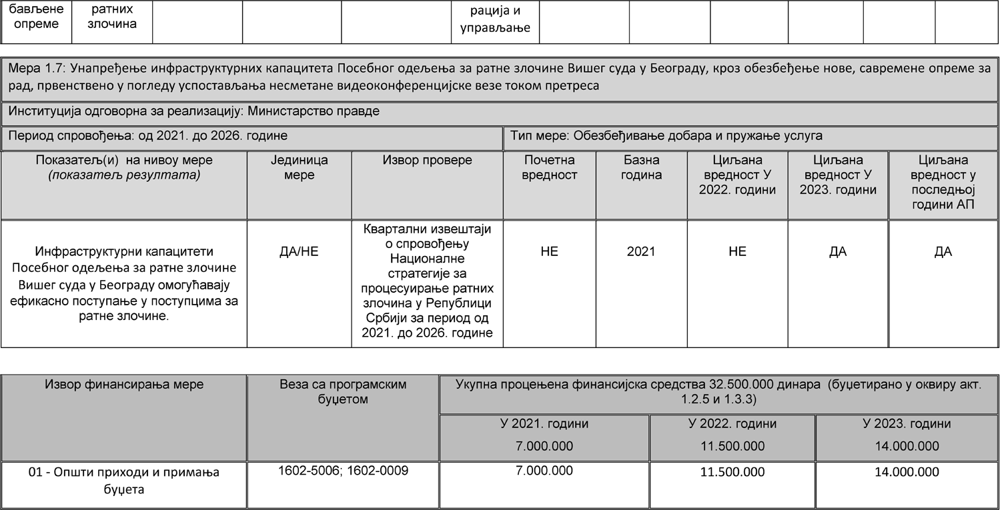 бављене
опреме
ратних
злочина
рација и
управљање
Мера 1.7: Унапређење инфраструктурних капацитета Посебног одељења за ратне злочине Вишег суда у Београду, кроз обезбеђење нове, савремене опреме за
рад, првенствено у погледу успостављања несметане видеоконференцијске везе током претреса
Институција одговорна за реализацију: Министарство правде
Период спровођења: од 2021. до 2026. године
Тип мере: Обезбеђивање добара и пружање услуга
Показатељ(и) на нивоу мере
(показатељ резултата)
Јединица
мере
Извор провере
Почетна
вредност
Базна
година
Циљана
вредност У
2022. години
Циљана
вредност У
2023. години
Циљана
вредност у
последњој
години АП
Инфраструктурни капацитети
Посебног одељења за ратне злочине
Вишег суда у Београду омогућавају
ефикасно поступање у поступцима за
ратне злочине.
ДА/НЕ
Квартални извештаји
о спровођењу
Националне
стратегије за
процесуирање ратних
злочина у Републици
Србији за период од
2021. до 2026. године
НЕ
2021
НЕ
ДА
ДА
Извор финансирања мере
Веза са програмским
буџетом
Укупна процењена финансијска средства 32.500.000 динара (буџетирано у оквиру акт.
1.2.5 и 1.3.3)
У 2021. години
7.000.000
У 2022. години
11.500.000
У 2023. години
14.000.000
01 - Општи приходи и примања
буџета
1602-5006; 1602-0009
7.000.000
11.500.000
14.000.000